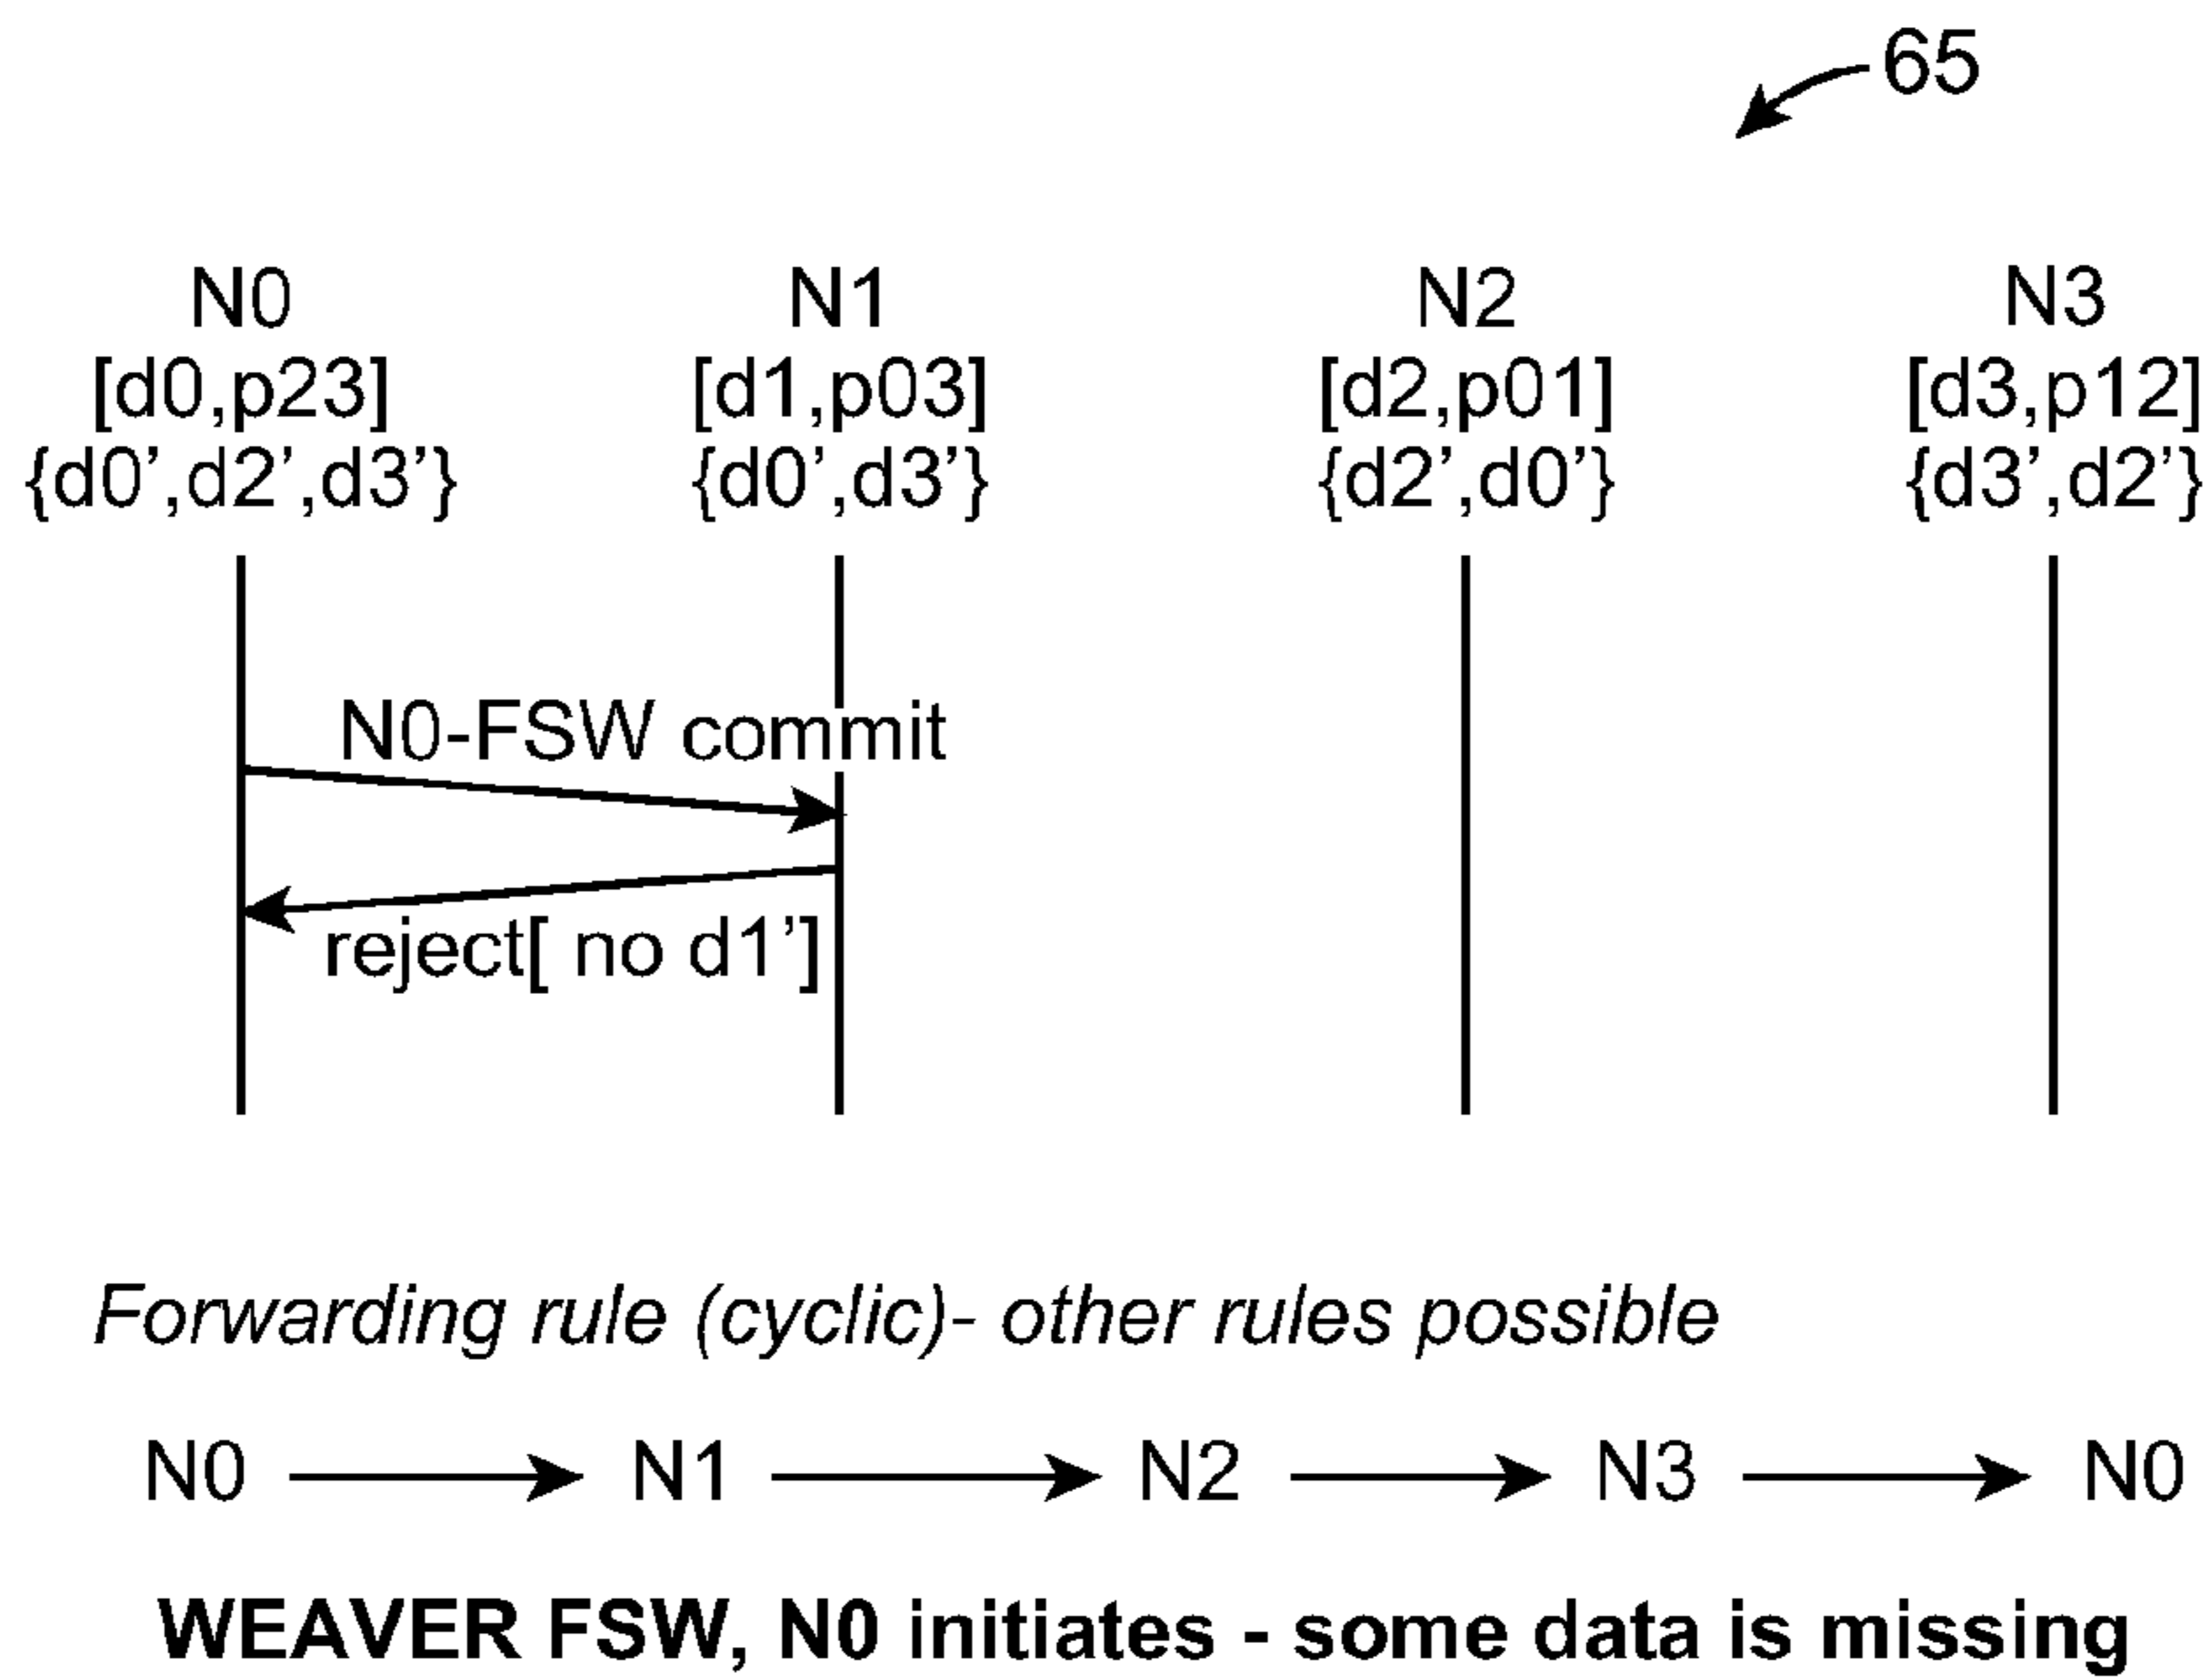 65
N0 N1 N2 N3
[d0,p23] [d1,p03] [d2,p01] [d3,p12]
{d0’,d2’,d3’} {d0’,d3’} {d2’,d0’} {d3’,d2’}
N0-FSW commit
reject[ no d1’]
Forwarding rule (cyclic)- other rules possible
N0 N1 N2 N3 N0
WEAVER FSW, N0 initiates - some data is missing